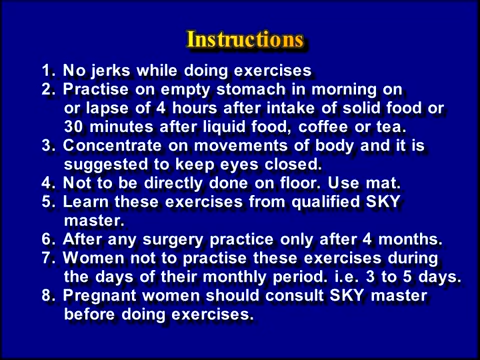 Instructions
1. No jerks while doing exercises
2. Practise on empty stomach in morning on
or lapse of 4 hours after intake of solid food or
30 minutes after liquid food, coffee or tea.
3. Concentrate on movements of body and it is
suggested to keep eyes closed.
4. Not to be directly done on floor. Use mat.
5. Learn these exercises from qualified SKY
master.
6. After any surgery practice only after 4 months.
7. Women not to practise these exercises during
the days of their monthly period. i.e. 3 to 5 days.
8. Pregnant women should consult SKY master
before doing exercises.